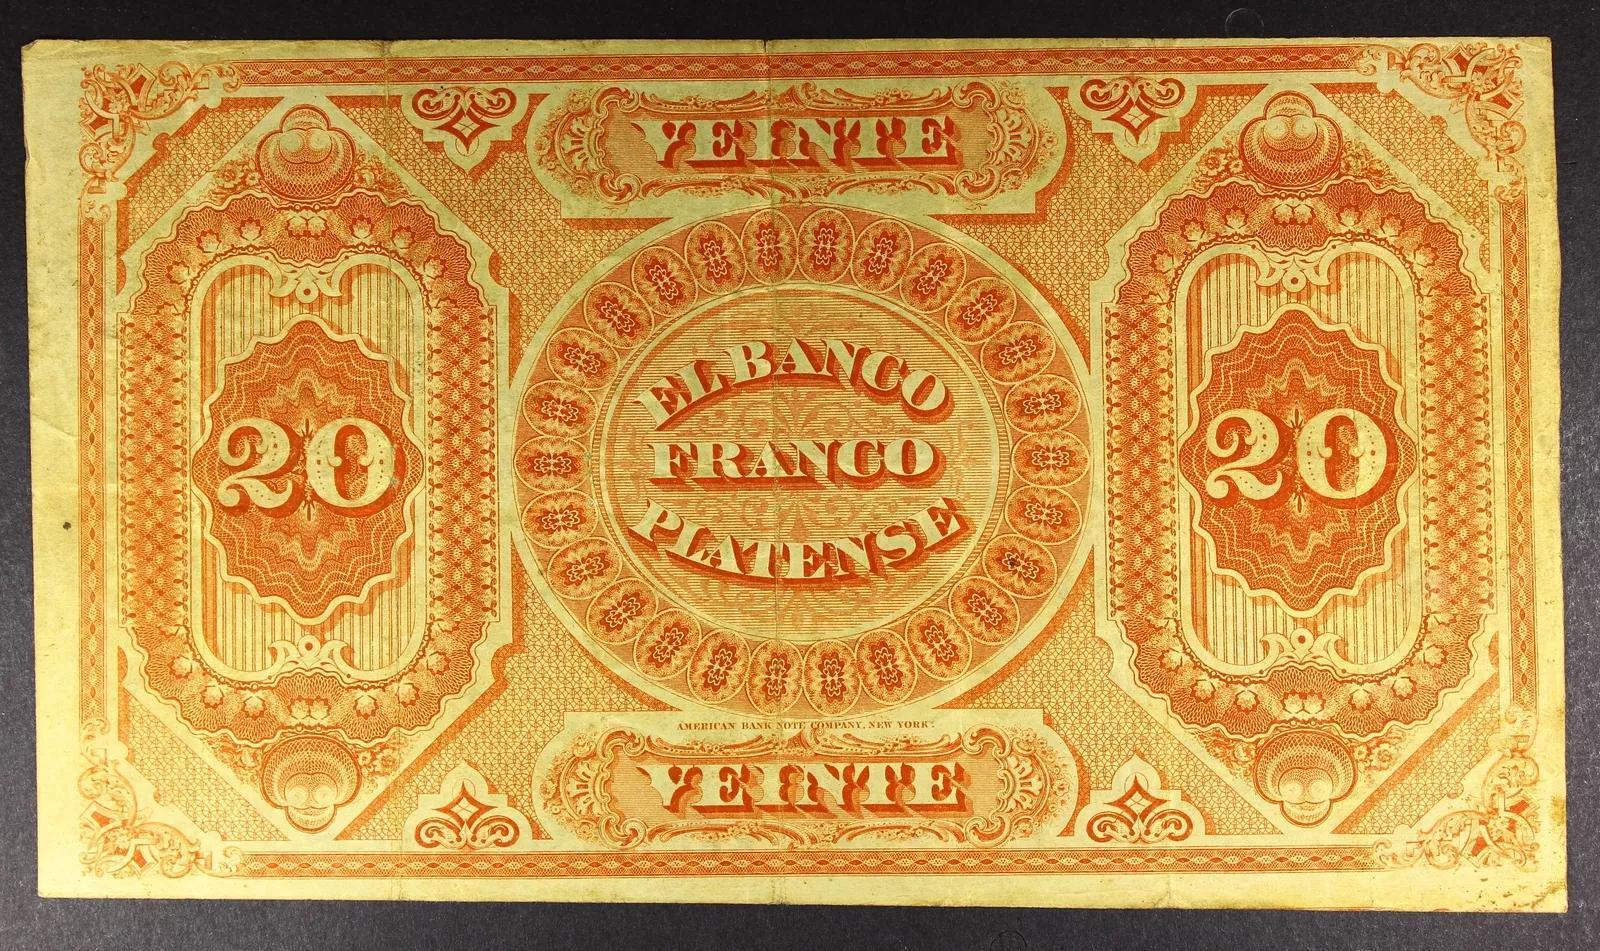 VEINTE
20
EL BANCO
FRANCO
PLATENSE
20
AMERICAN BANK NOTE COMPANY, NEW YORK.
VEINTE